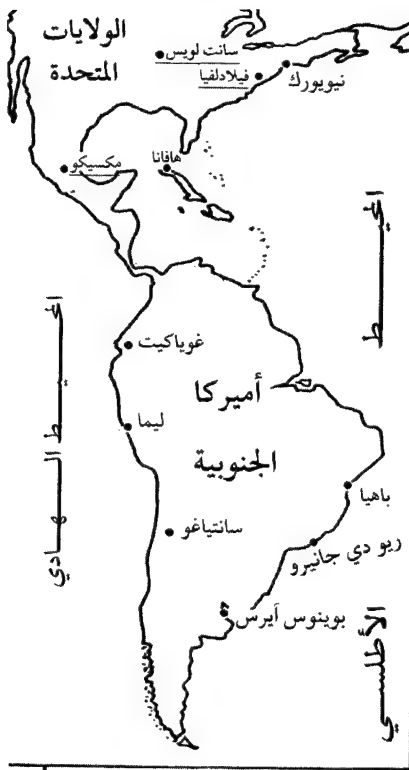 الولايات
المتحدة
سانت لويس
فيلادلفيا
نيويورك
هافانا
مكسيكو
المحيط
المحيط الهادي
غوياكيت
أميركا
ليما
الجنوبية
باهيا
سانتياغو
ريو دي جانيرو
بوينوس آيرس
الأطلسي